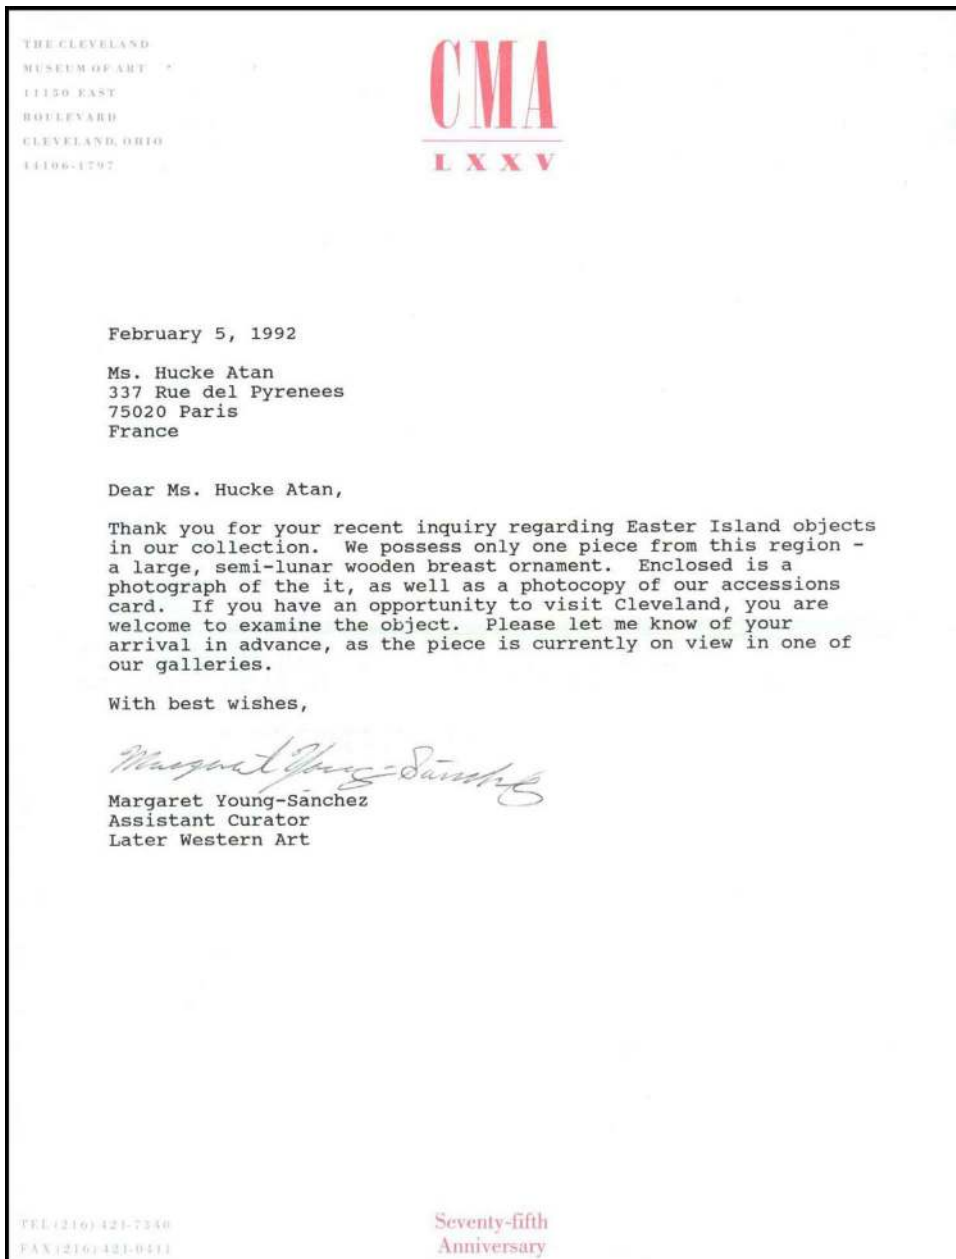 THE CLEVELAND
MUSEUM OF ART
11150 EAST
BOULEVARD
CLEVELAND, OHIO
44106-1797
CMA
LXXV
February 5, 1992
Ms. Hucke Atan
337 Rue del Pyrenees
75020 Paris
France
Dear Ms. Hucke Atan,
Thank you for your recent inquiry regarding Easter Island objects
in our collection. We possess only one piece from this region -
a large, semi-lunar wooden breast ornament. Enclosed is a
photograph of the it, as well as a photocopy of our accessions
card. If you have an opportunity to visit Cleveland, you are
welcome to examine the object. Please let me know of your
arrival in advance, as the piece is currently on view in one of
our galleries.
With best wishes,
Margaret Young-Sánchez
Margaret Young-Sánchez
Assistant Curator
Later Western Art
TEL (216) 421-7340
FAX (216) 421-0411
Seventy-fifth
Anniversary